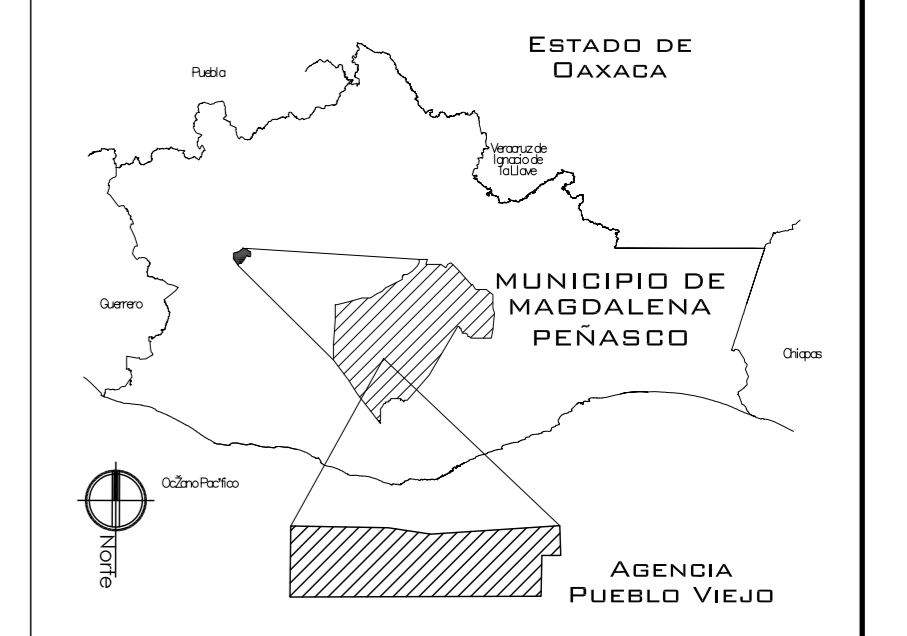 ESTADO DE
OAXACA
Puebla
Veracruz de
Ignacio de
la Llave
MUNICIPIO DE
MAGDALENA
PEÑASCO
Guerrero
Chiapas
OcŽano Pac°fico
Norte
AGENCIA
PUEBLO VIEJO